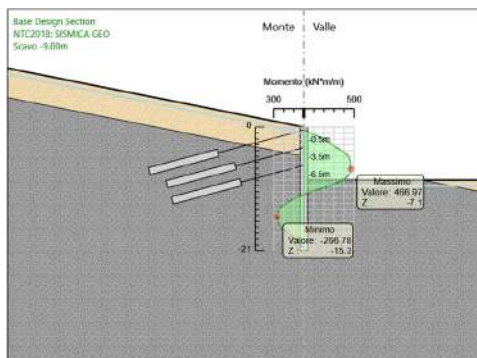 Base Design Section
NTC2018: SISMICA GEO
Scavo -9.00m
Monte
Valle
Momento (kN*m/m)
300
500
0
-0.5m
-3.5m
-6.5m
Massimo
Valore: 466.97
Z : -7.1
Minimo
Valore: -266.78
Z : -15.3
-21